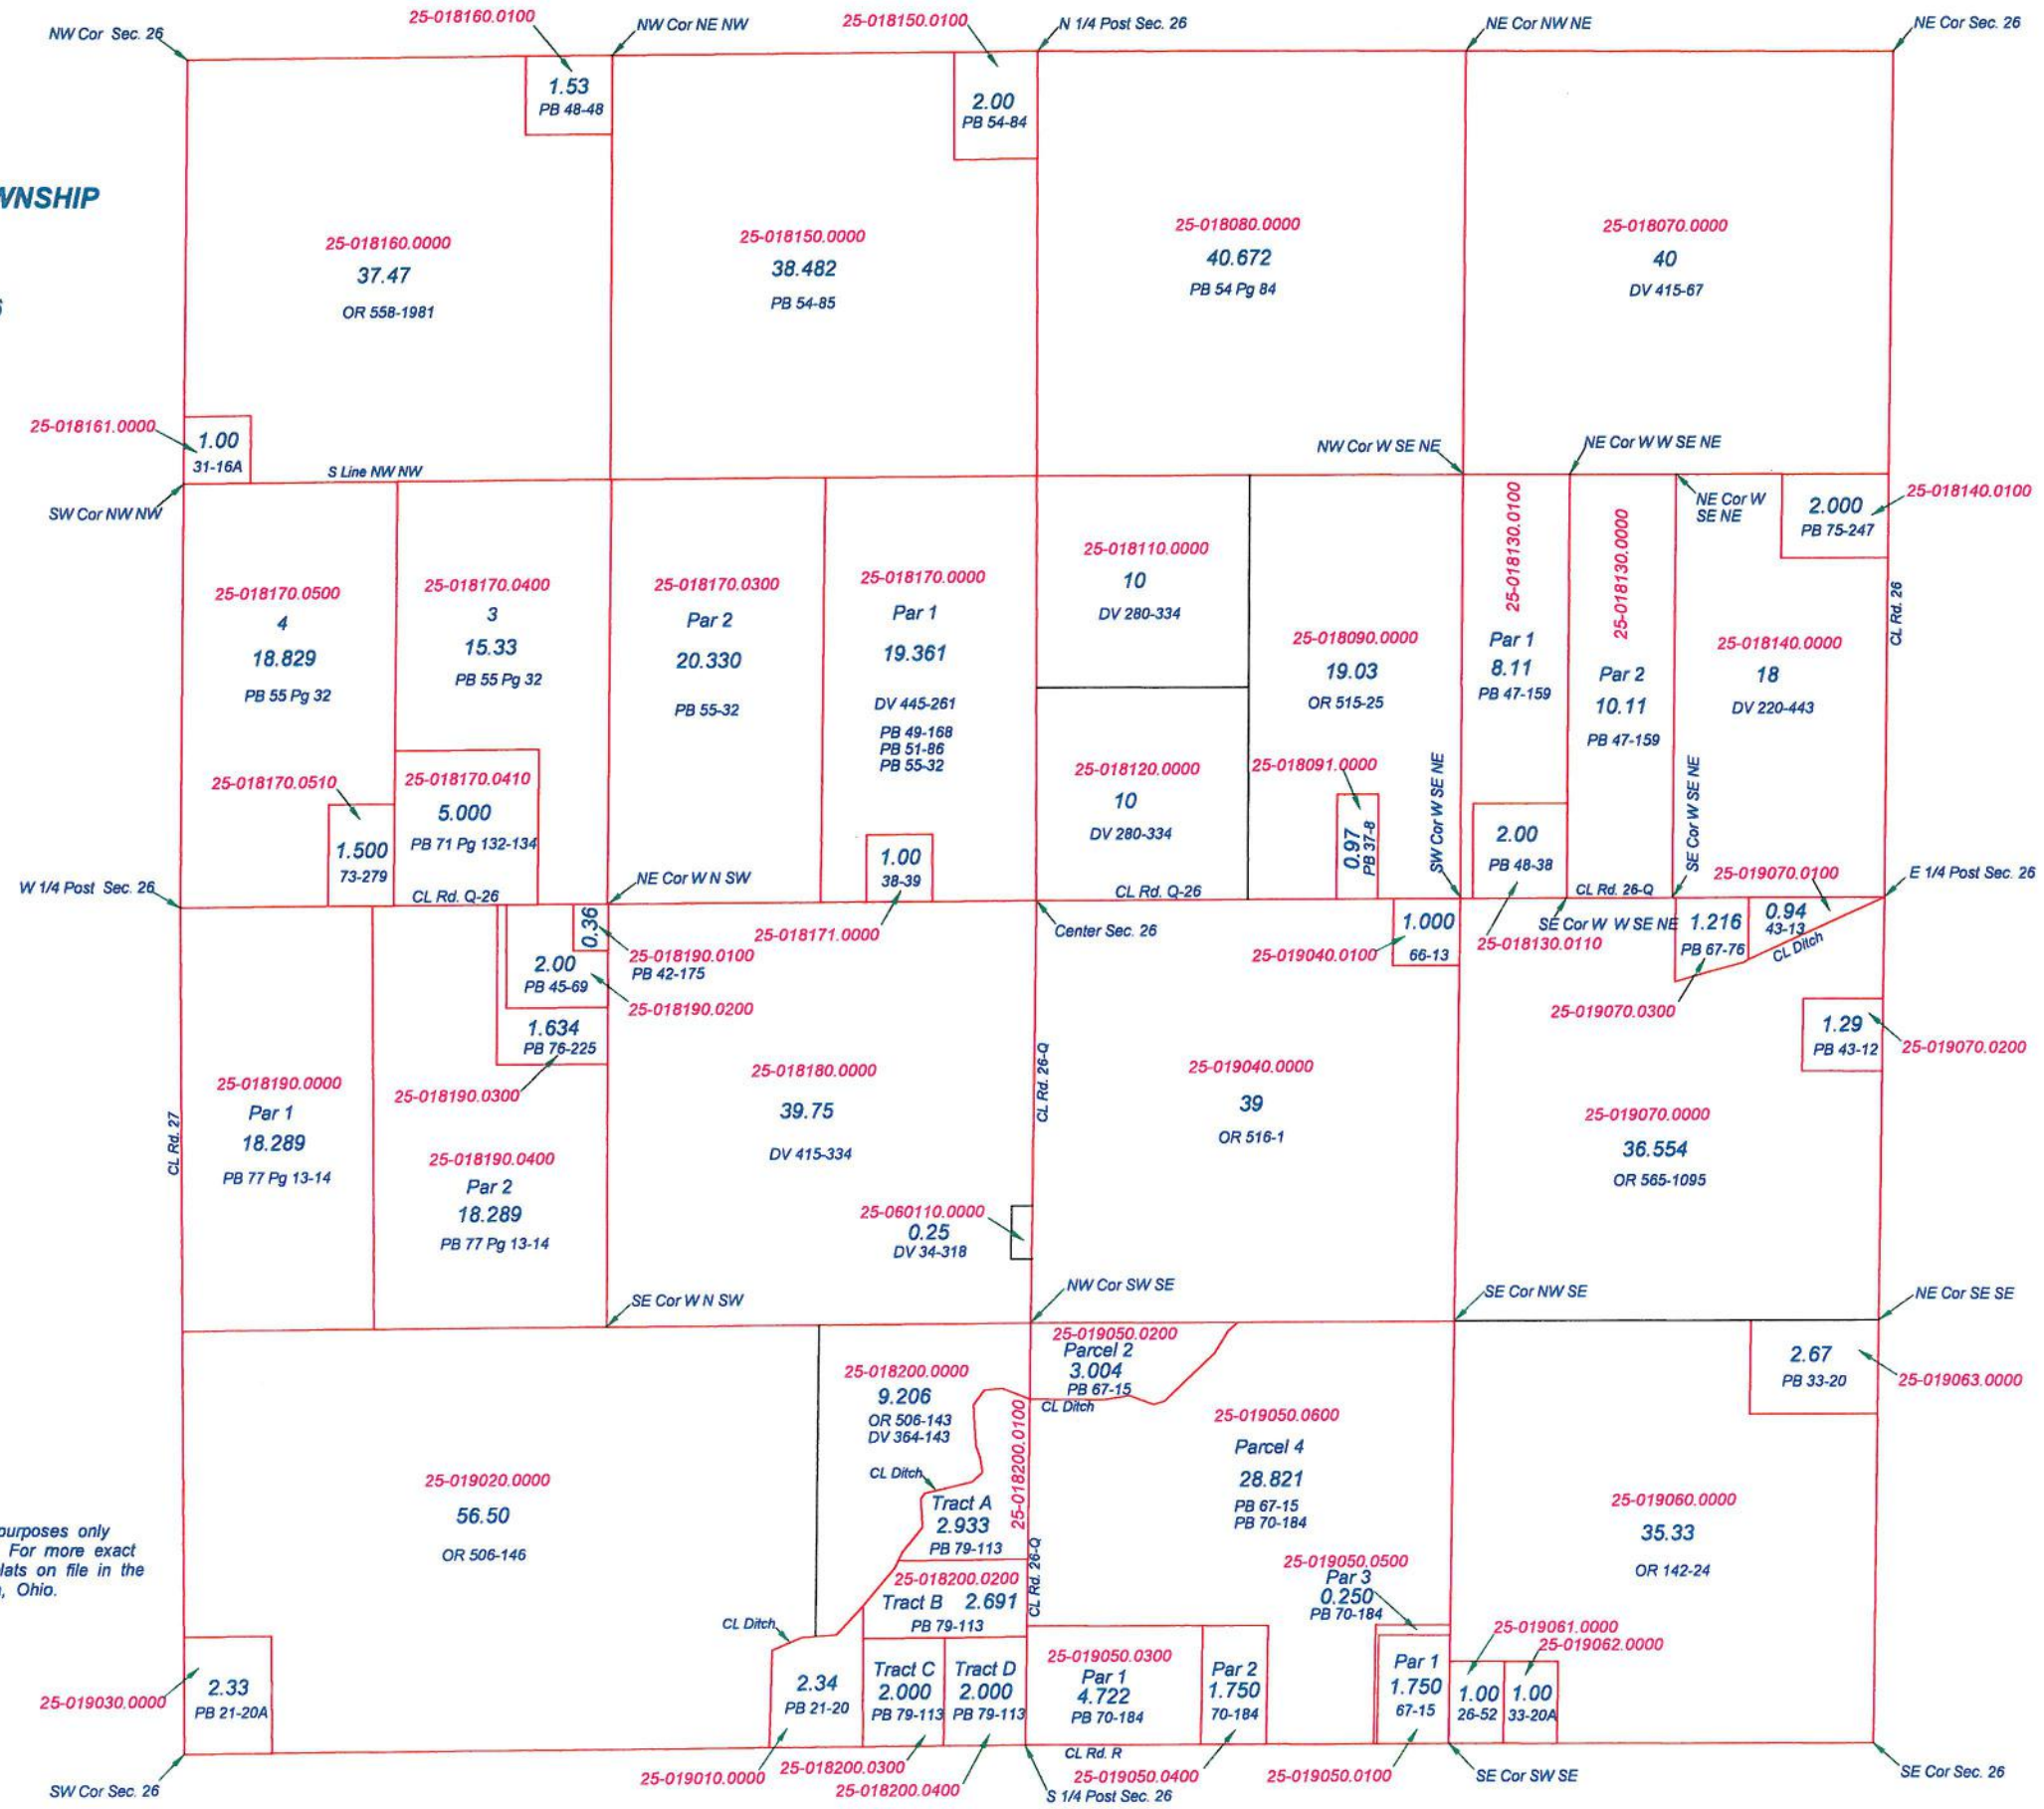 NW Cor Sec. 26
25-018160.0100
NW Cor NE NW
25-018150.0100
N 1/4 Post Sec. 26
NE Cor NW NE
NE Cor Sec. 26
1.53
PB 48-48
2.00
PB 54-84
WNSHIP
25-018160.0000
37.47
OR 558-1981
25-018150.0000
38.482
PB 54-85
25-018080.0000
40.672
PB 54 Pg 84
25-018070.0000
40
DV 415-67
25-018161.0000
1.00
31-16A
S Line NW NW
SW Cor NW NW
NW Cor W SE NE
NE Cor W W SE NE
NE Cor W
SE NE
2.000
PB 75-247
25-018140.0100
25-018170.0500
4
18.829
PB 55 Pg 32
25-018170.0400
3
15.33
PB 55 Pg 32
25-018170.0300
Par 2
20.330
PB 55-32
25-018170.0000
Par 1
19.361
DV 445-261
PB 49-168
PB 51-86
PB 55-32
25-018110.0000
10
DV 280-334
25-018090.0000
19.03
OR 515-25
25-018130.0100
Par 1
8.11
PB 47-159
25-018130.0000
Par 2
10.11
PB 47-159
25-018140.0000
18
DV 220-443
CL Rd. 26
25-018170.0510
1.500
73-279
25-018170.0410
5.000
PB 71 Pg 132-134
1.00
38-39
25-018120.0000
10
DV 280-334
25-018091.0000
0.97
PB 37-8
SW Cor W SE NE
2.00
PB 48-38
SE Cor W SE NE
25-019070.0100
W 1/4 Post Sec. 26
CL Rd. Q-26
NE Cor W N SW
CL Rd. Q-26
CL Rd. 26-Q
E 1/4 Post Sec. 26
0.36
25-018190.0100
PB 42-175
25-018171.0000
Center Sec. 26
1.000
66-13
25-019040.0100
SE Cor W W SE NE
25-018130.0110
1.216
PB 67-76
0.94
43-13
CL Ditch
2.00
PB 45-69
25-018190.0200
1.634
PB 76-225
25-018190.0300
25-019070.0300
1.29
PB 43-12
25-019070.0200
CL Rd. 27
25-018190.0000
Par 1
18.289
PB 77 Pg 13-14
25-018190.0400
Par 2
18.289
PB 77 Pg 13-14
25-018180.0000
39.75
DV 415-334
CL Rd. 26-Q
25-019040.0000
39
OR 516-1
25-019070.0000
36.554
OR 565-1095
25-060110.0000
0.25
DV 34-318
SE Cor W N SW
NW Cor SW SE
SE Cor NW SE
NE Cor SE SE
25-018200.0000
9.206
OR 506-143
DV 364-143
CL Ditch
25-019050.0200
Parcel 2
3.004
PB 67-15
CL Ditch
25-018200.0100
2.67
PB 33-20
25-019063.0000
25-019050.0600
Parcel 4
28.821
PB 67-15
PB 70-184
25-019020.0000
56.50
OR 506-146
Tract A
2.933
PB 79-113
25-019060.0000
35.33
OR 142-24
purposes only
For more exact
lats on file in the
, Ohio.
25-018200.0200
Tract B 2.691
PB 79-113
CL Rd. 26-Q
25-019050.0500
Par 3
0.250
PB 70-184
CL Ditch
25-019061.0000
25-019062.0000
2.33
PB 21-20A
25-019030.0000
2.34
PB 21-20
Tract C
2.000
PB 79-113
Tract D
2.000
PB 79-113
25-019050.0300
Par 1
4.722
PB 70-184
Par 2
1.750
70-184
Par 1
1.750
67-15
1.00
26-52
1.00
33-20A
CL Rd. R
SW Cor Sec. 26
25-019010.0000
25-018200.0300
25-018200.0400
25-019050.0400
S 1/4 Post Sec. 26
25-019050.0100
SE Cor SW SE
SE Cor Sec. 26